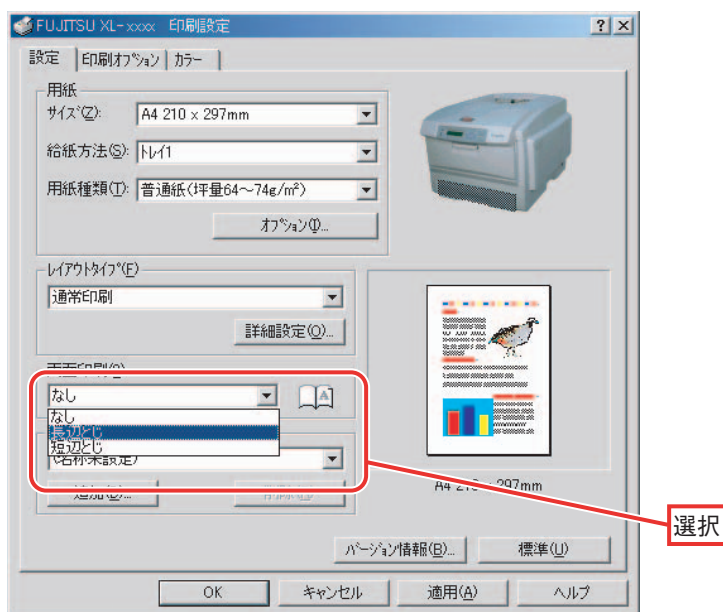 FUJITSU XL-xxxx 印刷設定
設定 印刷オプション カラー
用紙
サイズ(Z): A4 210 x 297mm
給紙方法(S): トレイ1
用紙種類(T): 普通紙(坪量64～74g/m²)
オプション(I)...
レイアウトタイプ(F)
通常印刷
詳細設定(O)...
なし
なし
長辺とじ
短辺とじ
(名称未設定)
A4 210 x 297mm
選択
バージョン情報(B)... 標準(U)
OK キャンセル 適用(A) ヘルプ